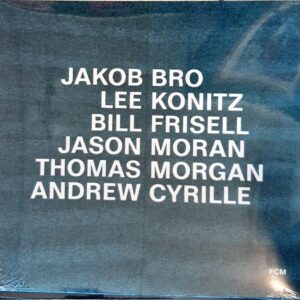 JAKOB BRO
LEE KONITZ
BILL FRISELL
JASON MORAN
THOMAS MORGAN
ANDREW CYRILLE
ECM